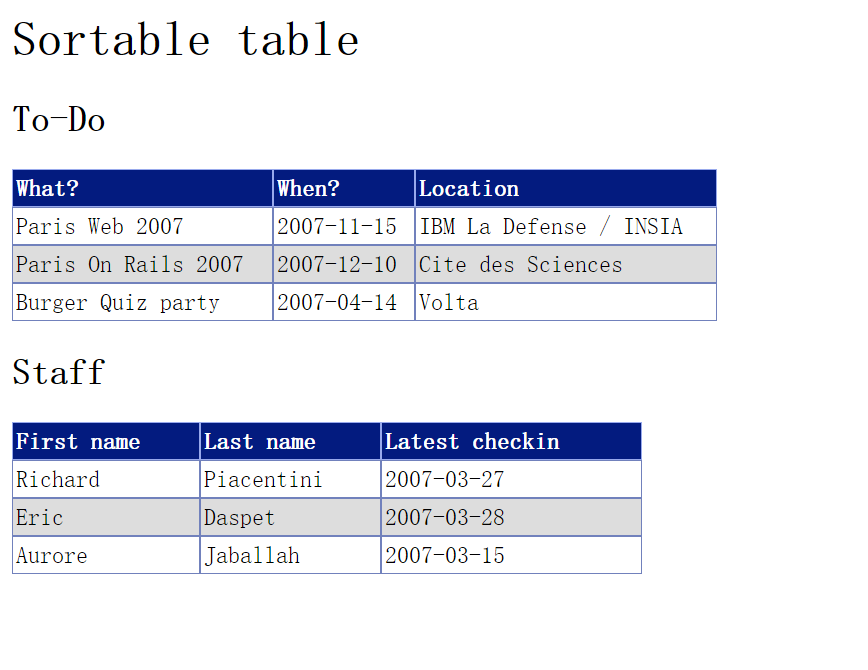 Sortable table
To-Do
What? When? Location
Paris Web 2007 2007-11-15 IBM La Defense / INSIA
Paris On Rails 2007 2007-12-10 Cite des Sciences
Burger Quiz party 2007-04-14 Volta
Staff
First name Last name Latest checkin
Richard Piacentini 2007-03-27
Eric Daspet 2007-03-28
Aurore Jaballah 2007-03-15